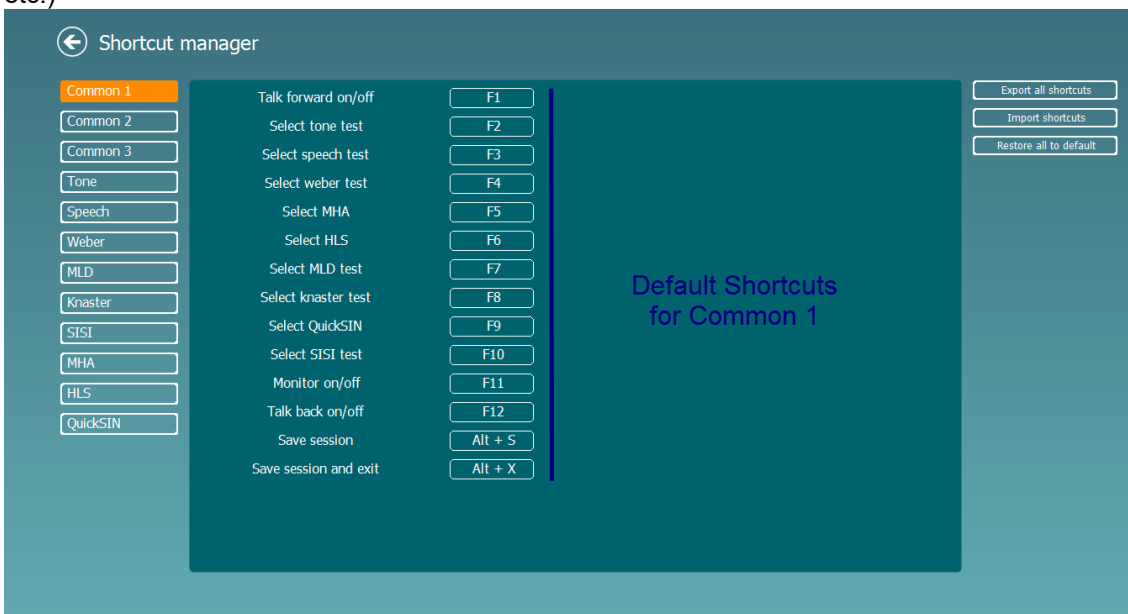 etc.)
Shortcut manager
Common 1
Common 2
Common 3
Tone
Speech
Weber
MLD
Knaster
SISI
MHA
HLS
QuickSIN
Talk forward on/off F1
Select tone test F2
Select speech test F3
Select weber test F4
Select MHA F5
Select HLS F6
Select MLD test F7
Select knaster test F8
Select QuickSIN F9
Select SISI test F10
Monitor on/off F11
Talk back on/off F12
Save session Alt + S
Save session and exit Alt + X
Default Shortcuts
for Common 1
Export all shortcuts
Import shortcuts
Restore all to default